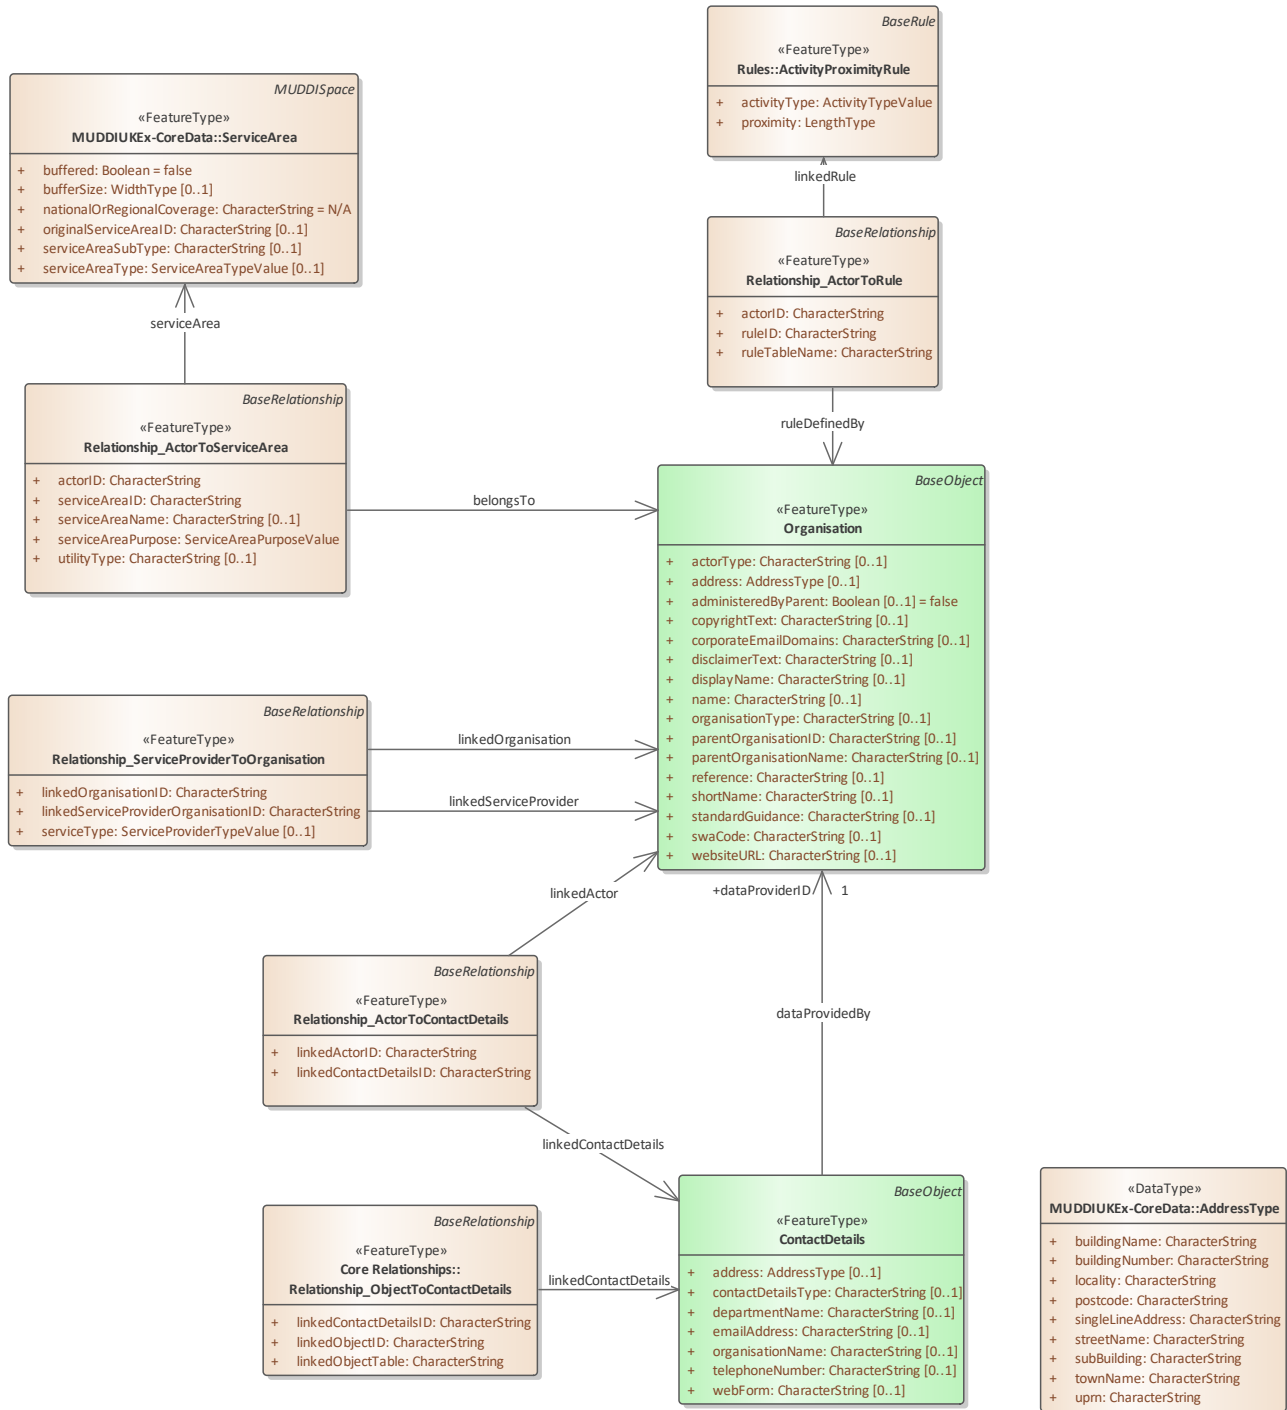 BaseRule
«FeatureType»
Rules::ActivityProximityRule
+ activityType: ActivityTypeValue
+ proximity: LengthType
MUDDISpace
«FeatureType»
MUDDIUKEx-CoreData::ServiceArea
+ buffered: Boolean = false
+ bufferSize: WidthType [0..1]
+ nationalOrRegionalCoverage: CharacterString = N/A
+ originalServiceAreaID: CharacterString [0..1]
+ serviceAreaSubType: CharacterString [0..1]
+ serviceAreaType: ServiceAreaTypeValue [0..1]
linkedRule
BaseRelationship
«FeatureType»
Relationship_ActorToRule
+ actorID: CharacterString
+ ruleID: CharacterString
+ ruleTableName: CharacterString
serviceArea
ruleDefinedBy
BaseRelationship
«FeatureType»
Relationship_ActorToServiceArea
+ actorID: CharacterString
+ serviceAreaID: CharacterString
+ serviceAreaName: CharacterString [0..1]
+ serviceAreaPurpose: ServiceAreaPurposeValue
+ utilityType: CharacterString [0..1]
belongsTo
BaseObject
«FeatureType»
Organisation
+ actorType: CharacterString [0..1]
+ address: AddressType [0..1]
+ administeredByParent: Boolean [0..1] = false
+ copyrightText: CharacterString [0..1]
+ corporateEmailDomains: CharacterString [0..1]
+ disclaimerText: CharacterString [0..1]
+ displayName: CharacterString [0..1]
+ name: CharacterString [0..1]
+ organisationType: CharacterString [0..1]
+ parentOrganisationID: CharacterString [0..1]
+ parentOrganisationName: CharacterString [0..1]
+ reference: CharacterString [0..1]
+ shortName: CharacterString [0..1]
+ standardGuidance: CharacterString [0..1]
+ swaCode: CharacterString [0..1]
+ websiteURL: CharacterString [0..1]
BaseRelationship
«FeatureType»
Relationship_ServiceProviderToOrganisation
+ linkedOrganisationID: CharacterString
+ linkedServiceProviderOrganisationID: CharacterString
+ serviceType: ServiceProviderTypeValue [0..1]
linkedOrganisation
linkedServiceProvider
linkedActor
+dataProviderID 1
BaseRelationship
«FeatureType»
Relationship_ActorToContactDetails
+ linkedActorID: CharacterString
+ linkedContactDetailsID: CharacterString
dataProvidedBy
linkedContactDetails
BaseRelationship
«FeatureType»
Core Relationships::
Relationship_ObjectToContactDetails
+ linkedContactDetailsID: CharacterString
+ linkedObjectID: CharacterString
+ linkedObjectTable: CharacterString
linkedContactDetails
BaseObject
«FeatureType»
ContactDetails
+ address: AddressType [0..1]
+ contactDetailsType: CharacterString [0..1]
+ departmentName: CharacterString [0..1]
+ emailAddress: CharacterString [0..1]
+ organisationName: CharacterString [0..1]
+ telephoneNumber: CharacterString [0..1]
+ webForm: CharacterString [0..1]
«DataType»
MUDDIUKEx-CoreData::AddressType
+ buildingName: CharacterString
+ buildingNumber: CharacterString
+ locality: CharacterString
+ postcode: CharacterString
+ singleLineAddress: CharacterString
+ streetName: CharacterString
+ subBuilding: CharacterString
+ townName: CharacterString
+ uprn: CharacterString